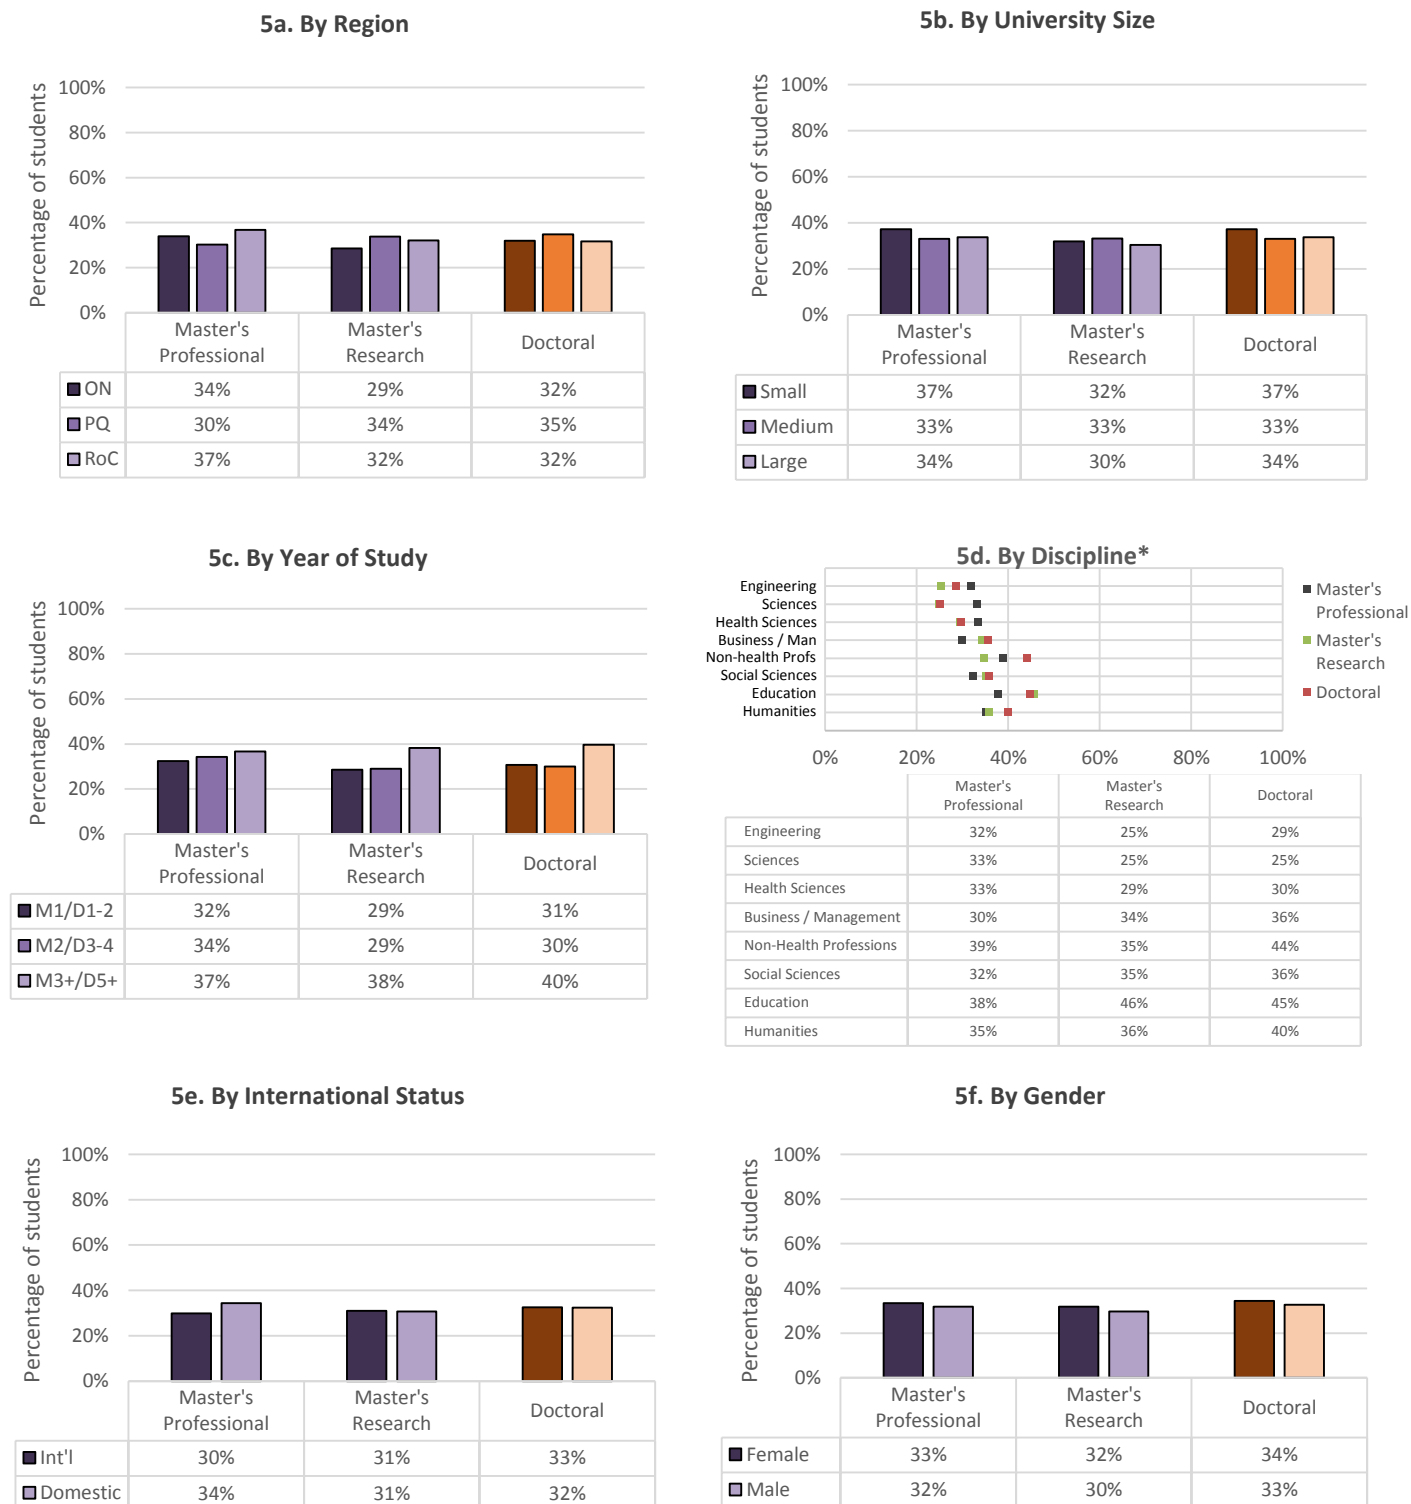 5a. By Region
Percentage of students
100%
80%
60%
40%
20%
0%
Master's Professional Master's Research Doctoral
ON 34% 29% 32%
PQ 30% 34% 35%
RoC 37% 32% 32%
5b. By University Size
Percentage of students
100%
80%
60%
40%
20%
0%
Master's Professional Master's Research Doctoral
Small 37% 32% 37%
Medium 33% 33% 33%
Large 34% 30% 34%
5c. By Year of Study
Percentage of students
100%
80%
60%
40%
20%
0%
Master's Professional Master's Research Doctoral
M1/D1-2 32% 29% 31%
M2/D3-4 34% 29% 30%
M3+/D5+ 37% 38% 40%
5d. By Discipline*
Engineering
Sciences
Health Sciences
Business / Man
Non-health Profs
Social Sciences
Education
Humanities
0% 20% 40% 60% 80% 100%
Master's
Professional
Master's
Research
Doctoral
Master's Professional Master's Research Doctoral
Engineering 32% 25% 29%
Sciences 33% 25% 25%
Health Sciences 33% 29% 30%
Business / Management 30% 34% 36%
Non-Health Professions 39% 35% 44%
Social Sciences 32% 35% 36%
Education 38% 46% 45%
Humanities 35% 36% 40%
5e. By International Status
Percentage of students
100%
80%
60%
40%
20%
0%
Master's Professional Master's Research Doctoral
Int'l 30% 31% 33%
Domestic 34% 31% 32%
5f. By Gender
Percentage of students
100%
80%
60%
40%
20%
0%
Master's Professional Master's Research Doctoral
Female 33% 32% 34%
Male 32% 30% 33%